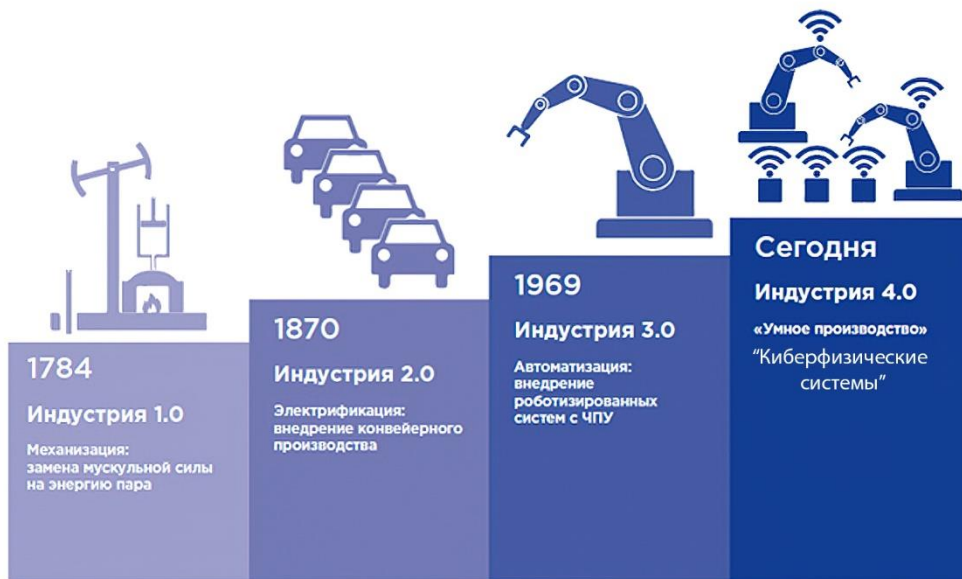 1784
Индустрия 1.0
Механизация:
замена мускульной силы
на энергию пара
1870
Индустрия 2.0
Электрификация:
внедрение конвейерного
производства
1969
Индустрия 3.0
Автоматизация:
внедрение
роботизированных
систем с ЧПУ
Сегодня
Индустрия 4.0
«Умное производство»
“Киберфизические
системы”